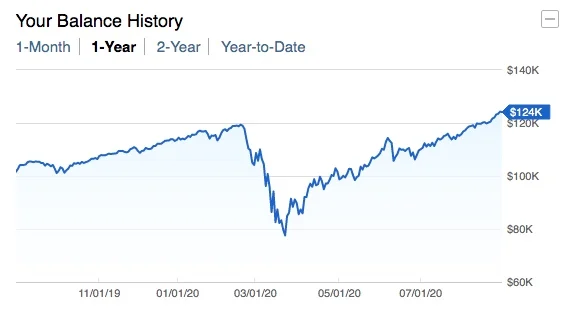 Your Balance History
1-Month | 1-Year | 2-Year | Year-to-Date
$140K
$124K
$120K
$100K
$80K
$60K
11/01/19 01/01/20 03/01/20 05/01/20 07/01/20